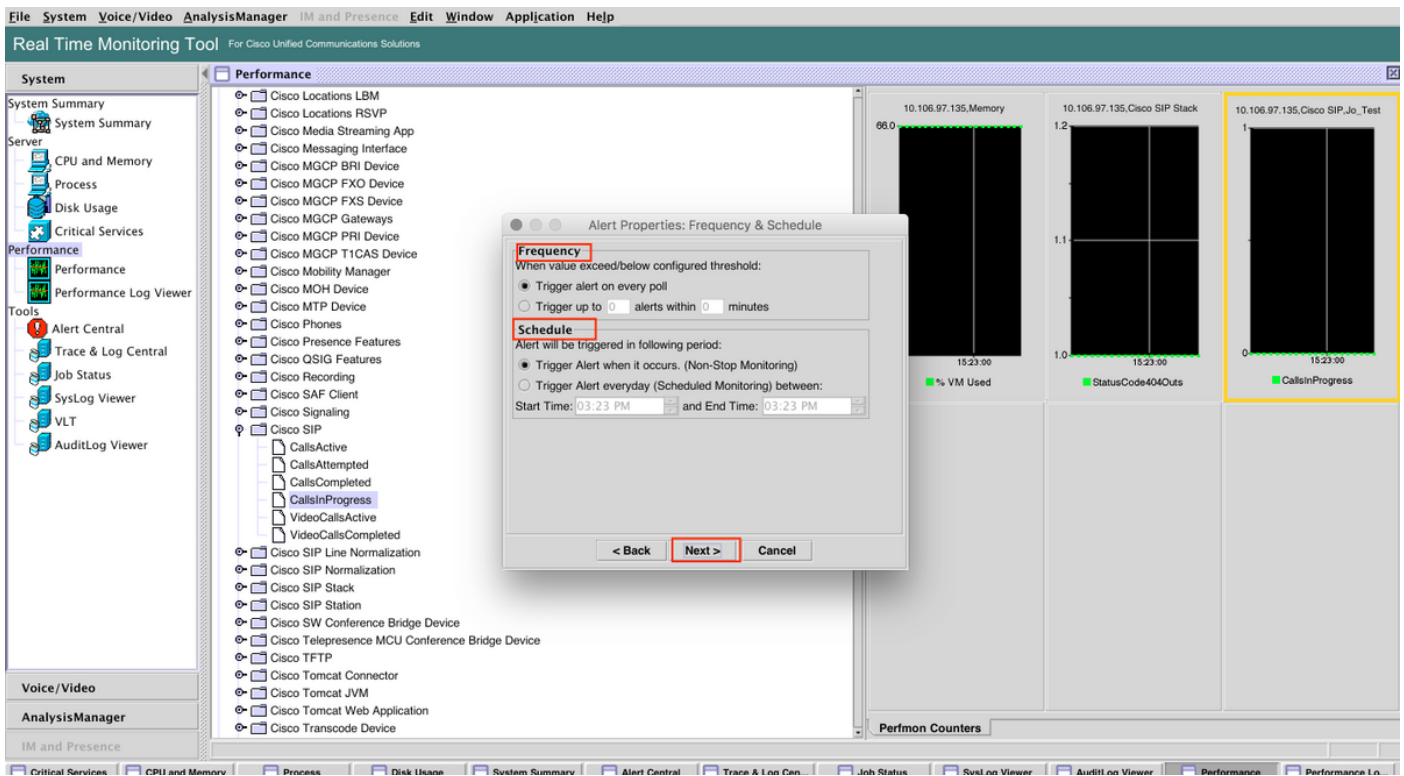 File System Voice/Video AnalysisManager IM and Presence Edit Window Application Help
Real Time Monitoring Tool For Cisco Unified Communications Solutions
System
System Summary
System Summary
Server
CPU and Memory
Process
Disk Usage
Critical Services
Performance
Performance
Performance Log Viewer
Tools
Alert Central
Trace & Log Central
Job Status
SysLog Viewer
VLT
AuditLog Viewer
Voice/Video
AnalysisManager
IM and Presence
Performance
Cisco Locations LBM
Cisco Locations RSVP
Cisco Media Streaming App
Cisco Messaging Interface
Cisco MGCP BRI Device
Cisco MGCP FXO Device
Cisco MGCP FXS Device
Cisco MGCP Gateways
Cisco MGCP PRI Device
Cisco MGCP T1CAS Device
Cisco Mobility Manager
Cisco MOH Device
Cisco MTP Device
Cisco Phones
Cisco Presence Features
Cisco QSIG Features
Cisco Recording
Cisco SAF Client
Cisco Signaling
Cisco SIP
CallsActive
CallsAttempted
CallsCompleted
CallsInProgress
VideoCallsActive
VideoCallsCompleted
Cisco SIP Line Normalization
Cisco SIP Normalization
Cisco SIP Stack
Cisco SIP Station
Cisco SW Conference Bridge Device
Cisco Telepresence MCU Conference Bridge Device
Cisco TFTP
Cisco Tomcat Connector
Cisco Tomcat JVM
Cisco Tomcat Web Application
Cisco Transcode Device
Alert Properties: Frequency & Schedule
Frequency
When value exceed/below configured threshold:
Trigger alert on every poll
Trigger up to 0 alerts within 0 minutes
Schedule
Alert will be triggered in following period:
Trigger Alert when it occurs. (Non-Stop Monitoring)
Trigger Alert everyday (Scheduled Monitoring) between:
Start Time: 03:23 PM and End Time: 03:23 PM
< Back Next > Cancel
10.106.97.135,Memory
66.0
15:23:00
% VM Used
10.106.97.135,Cisco SIP Stack
1.2
1.1
1.0
15:23:00
StatusCode404Outs
10.106.97.135,Cisco SIP,Jo_Test
1
0
15:23:00
CallsInProgress
Perfmon Counters
Critical Services CPU and Memory Process Disk Usage System Summary Alert Central Trace & Log Cen... Job Status SysLog Viewer AuditLog Viewer Performance Performance Lo...